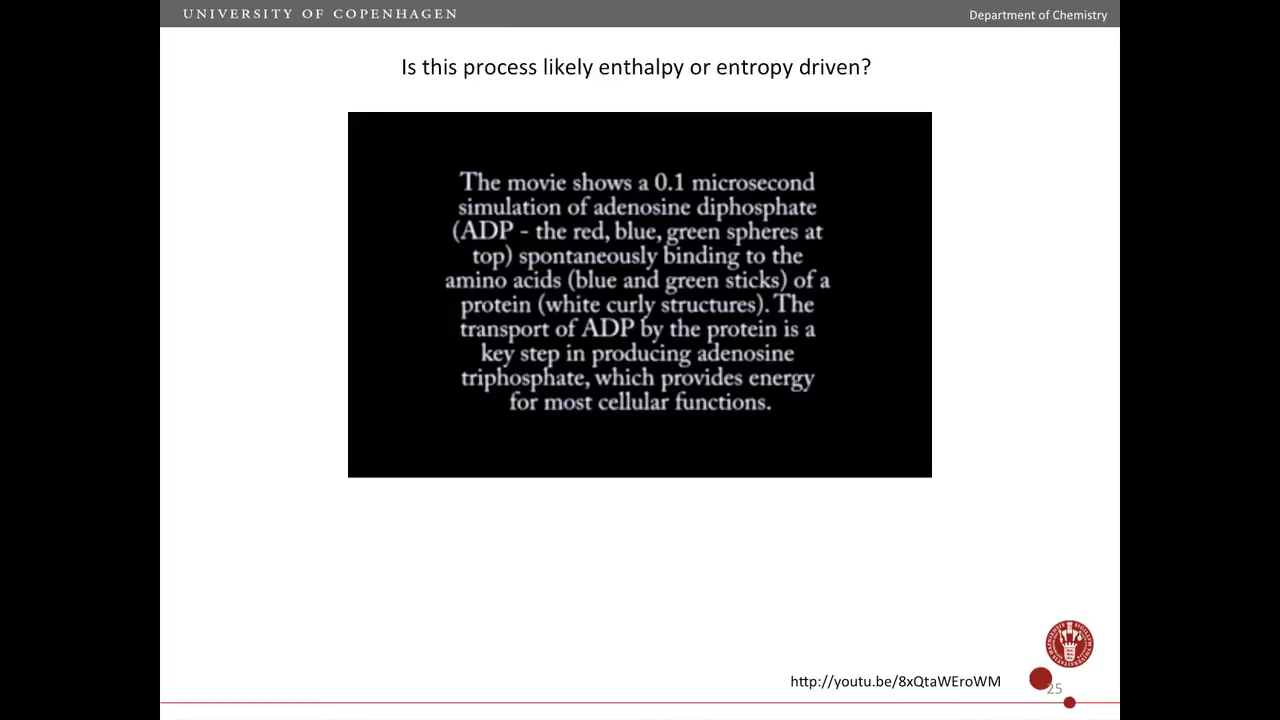 UNIVERSITY OF COPENHAGEN
Department of Chemistry
Is this process likely enthalpy or entropy driven?
The movie shows a 0.1 microsecond
simulation of adenosine diphosphate
(ADP - the red, blue, green spheres at
top) spontaneously binding to the
amino acids (blue and green sticks) of a
protein (white curly structures). The
transport of ADP by the protein is a
key step in producing adenosine
triphosphate, which provides energy
for most cellular functions.
http://youtu.be/8xQtaWEroWM
25